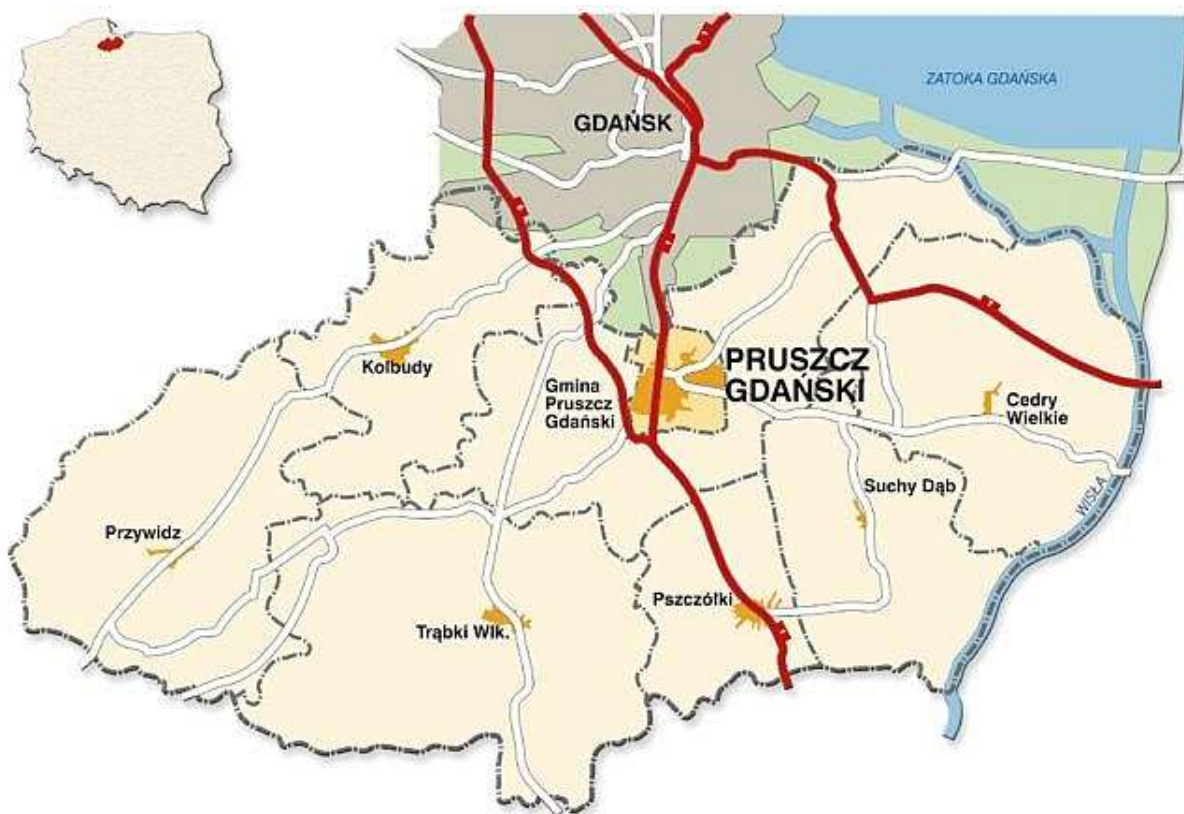 ZATOKA GDAŃSKA
GDAŃSK
PRUSZCZ
GDAŃSKI
Kolbudy
Gmina
Pruszcz
Gdański
Cedry
Wielkie
Suchy Dąb
WISŁA
Przywidz
Pszczółki
Trąbki Wlk.